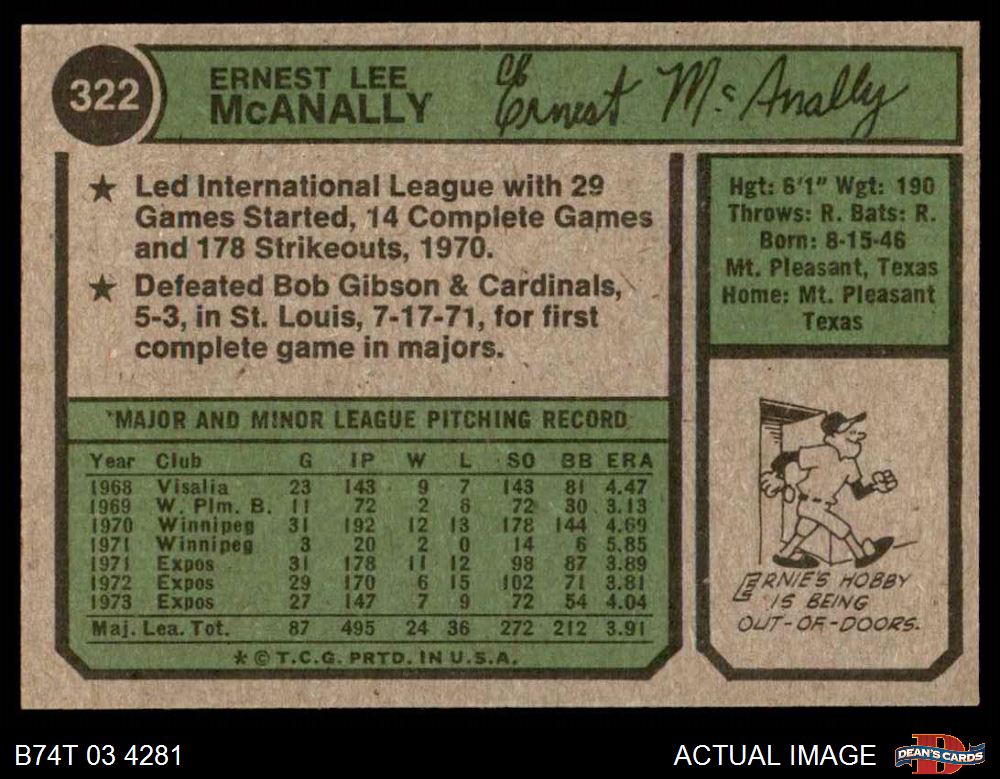 322
ERNEST LEE
McANALLY
Ernest McAnally
★ Led International League with 29
Games Started, 14 Complete Games
and 178 Strikeouts, 1970.
★ Defeated Bob Gibson & Cardinals,
5-3, in St. Louis, 7-17-71, for first
complete game in majors.
Hgt: 6'1" Wgt: 190
Throws: R. Bats: R.
Born: 8-15-46
Mt. Pleasant, Texas
Home: Mt. Pleasant
Texas
MAJOR AND MINOR LEAGUE PITCHING RECORD
Year Club G IP W L SO BB ERA
1968 Visalia 23 143 9 7 143 81 4.47
1969 W. Plm. B. 11 72 2 6 72 30 3.13
1970 Winnipeg 31 192 12 13 178 144 4.69
1971 Winnipeg 3 20 2 0 14 6 5.85
1971 Expos 31 178 11 12 98 87 3.89
1972 Expos 29 170 6 15 102 71 3.81
1973 Expos 27 147 7 9 72 54 4.04
Maj. Lea. Tot. 87 495 24 36 272 212 3.91
* © T.C.G. PRTD. IN U.S.A.
ERNIE'S HOBBY
IS BEING
OUT-OF-DOORS.
B74T 03 4281
ACTUAL IMAGE
DEAN'S CARDS